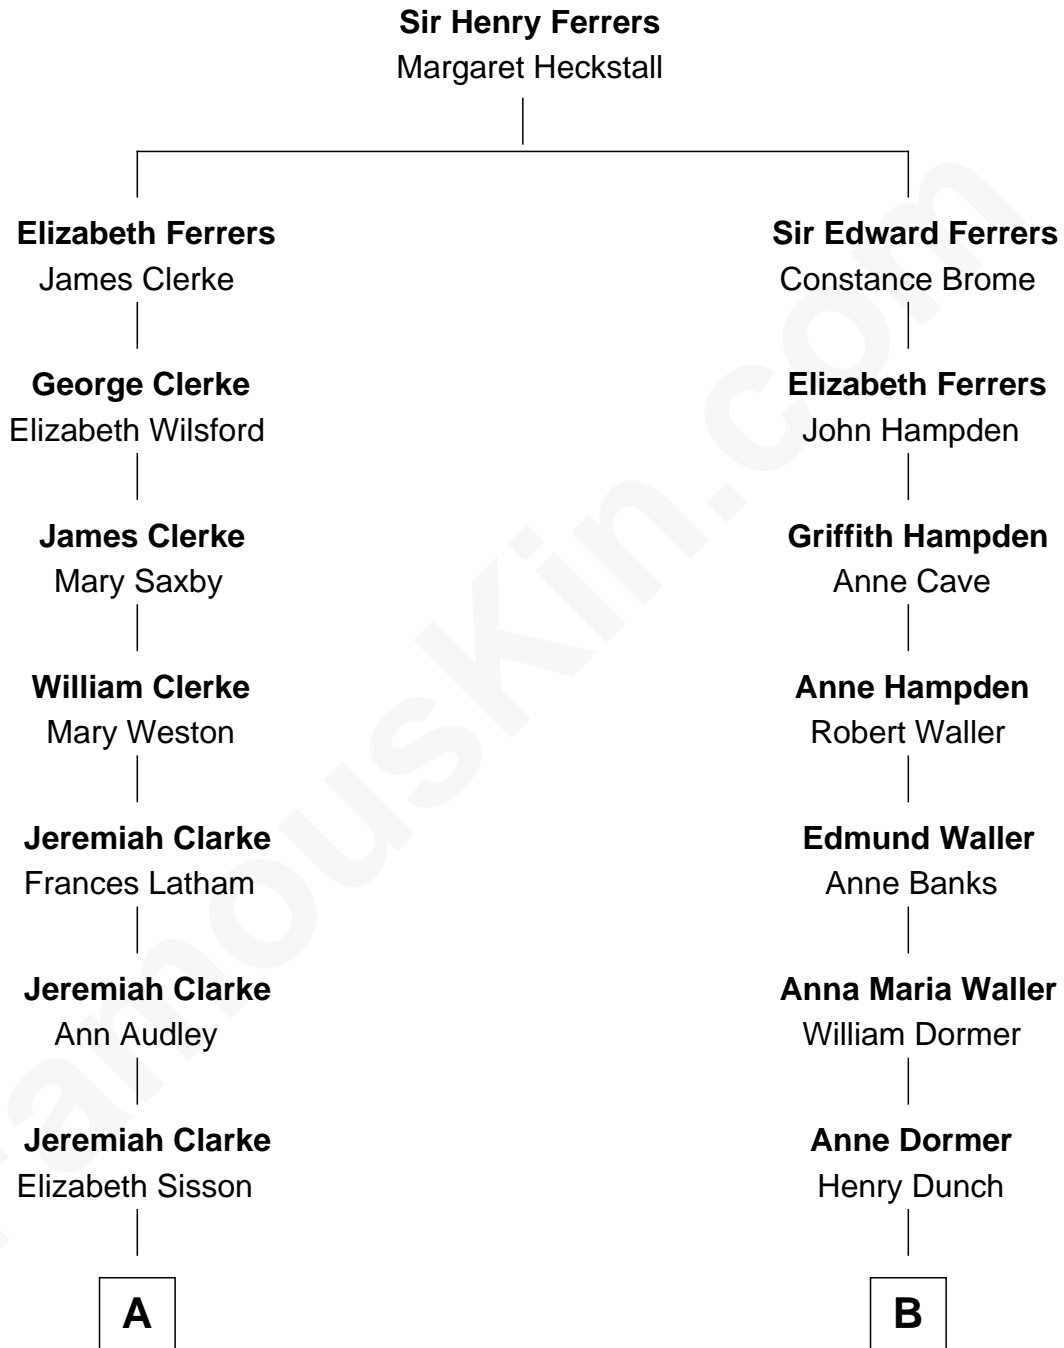 Sir Henry Ferrers
Margaret Heckstall
Elizabeth Ferrers
James Clerke
George Clerke
Elizabeth Wilsford
James Clerke
Mary Saxby
William Clerke
Mary Weston
Jeremiah Clarke
Frances Latham
Jeremiah Clarke
Ann Audley
Jeremiah Clarke
Elizabeth Sisson
A
Sir Edward Ferrers
Constance Brome
Elizabeth Ferrers
John Hampden
Griffith Hampden
Anne Cave
Anne Hampden
Robert Waller
Edmund Waller
Anne Banks
Anna Maria Waller
William Dormer
Anne Dormer
Henry Dunch
B
FamousKin.com